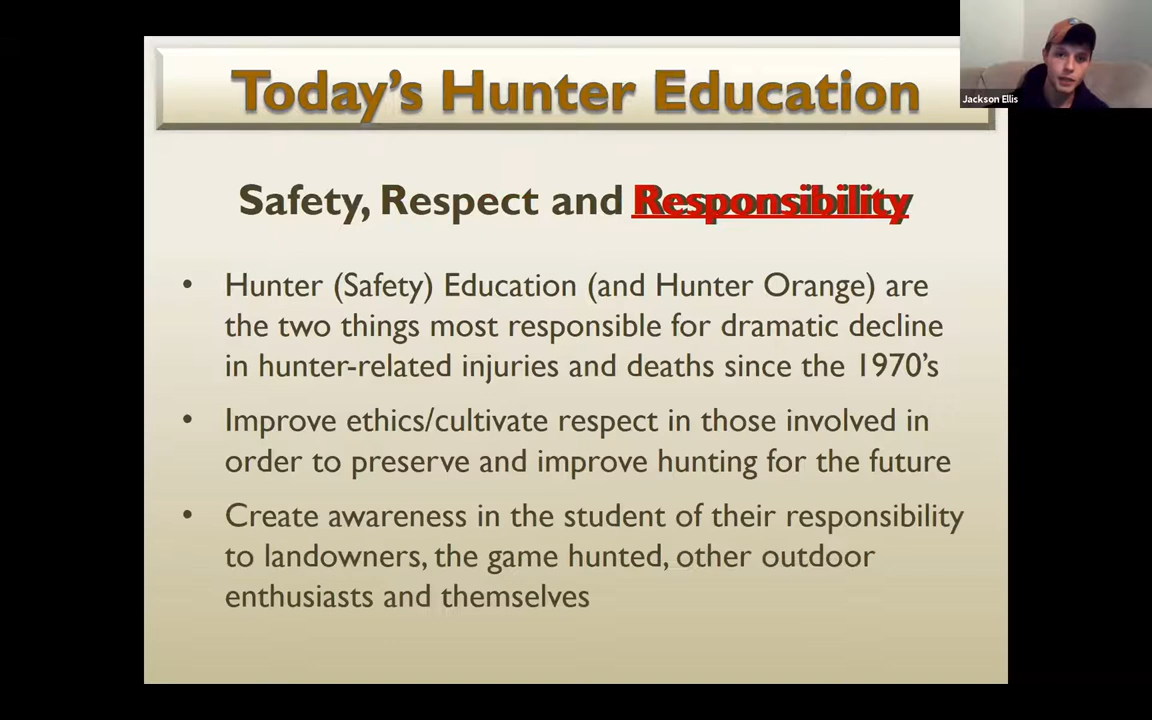 Today's Hunter Education
Jackson Ellis
Safety, Respect and Responsibility
• Hunter (Safety) Education (and Hunter Orange) are
the two things most responsible for dramatic decline
in hunter-related injuries and deaths since the 1970's
• Improve ethics/cultivate respect in those involved in
order to preserve and improve hunting for the future
• Create awareness in the student of their responsibility
to landowners, the game hunted, other outdoor
enthusiasts and themselves